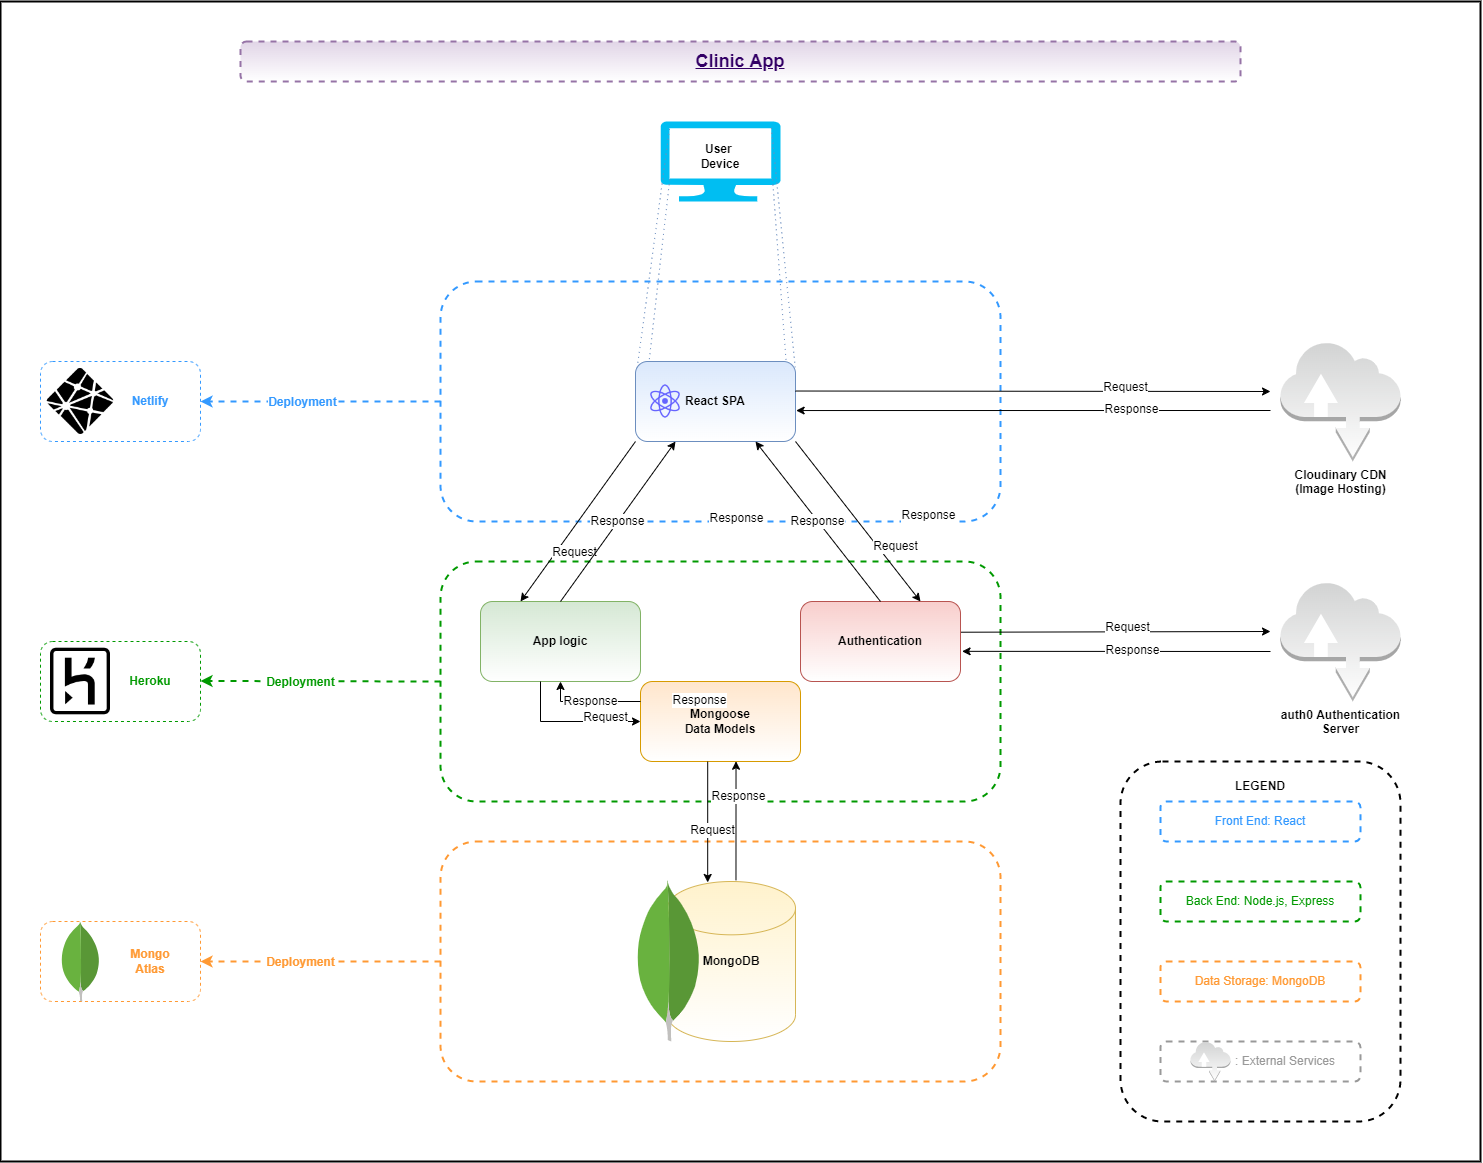 Clinic App
User
Device
Netlify
Deployment
React SPA
Request
Response
Cloudinary CDN
(Image Hosting)
Response
Response
Response
Response
Request
Request
App logic
Authentication
Request
Response
Heroku
Deployment
Response
Request
Response
Mongoose
Data Models
auth0 Authentication
Server
Response
Request
LEGEND
Front End: React
Back End: Node.js, Express
Data Storage: MongoDB
: External Services
Mongo
Atlas
Deployment
MongoDB